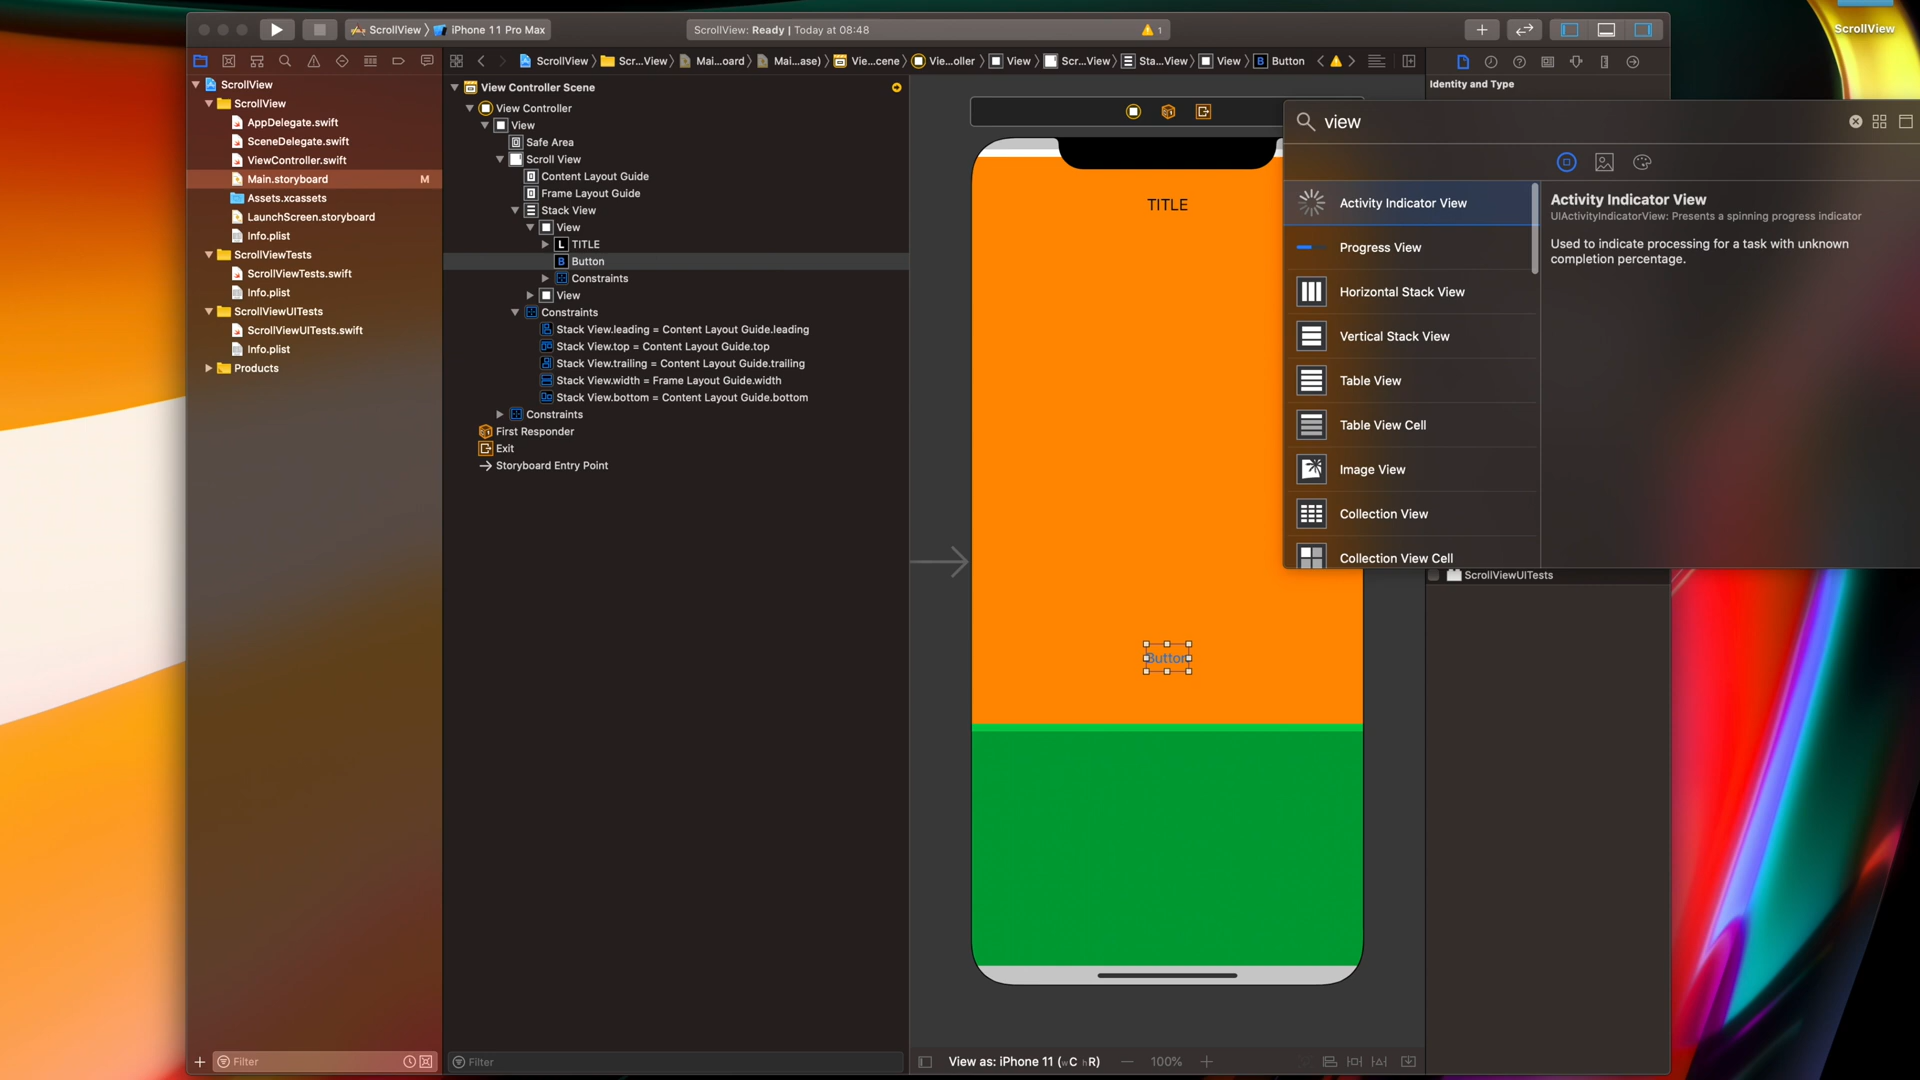 ScrollView
ScrollView
iPhone 11 Pro Max
ScrollView: Ready | Today at 08:48
1
ScrollView
Scr...View
Mai...oard
Mai...ase)
Vie...cene
Vie...oller
View
Scr...View
Sta...View
View
B Button
Identity and Type
ScrollView
ScrollView
AppDelegate.swift
SceneDelegate.swift
ViewController.swift
Main.storyboard
M
Assets.xcassets
LaunchScreen.storyboard
Info.plist
ScrollViewTests
ScrollViewTests.swift
Info.plist
ScrollViewUITests
ScrollViewUITests.swift
Info.plist
Products
Filter
View Controller Scene
View Controller
View
Safe Area
Scroll View
Content Layout Guide
Frame Layout Guide
Stack View
View
L TITLE
B Button
Constraints
View
Constraints
Stack View.leading = Content Layout Guide.leading
Stack View.top = Content Layout Guide.top
Stack View.trailing = Content Layout Guide.trailing
Stack View.width = Frame Layout Guide.width
Stack View.bottom = Content Layout Guide.bottom
Constraints
First Responder
Exit
Storyboard Entry Point
Filter
TITLE
Button
View as: iPhone 11 (wC hR)
100%
view
Activity Indicator View
Progress View
Horizontal Stack View
Vertical Stack View
Table View
Table View Cell
Image View
Collection View
Collection View Cell
Activity Indicator View
UIActivityIndicatorView: Presents a spinning progress indicator
Used to indicate processing for a task with unknown
completion percentage.
ScrollViewUITests